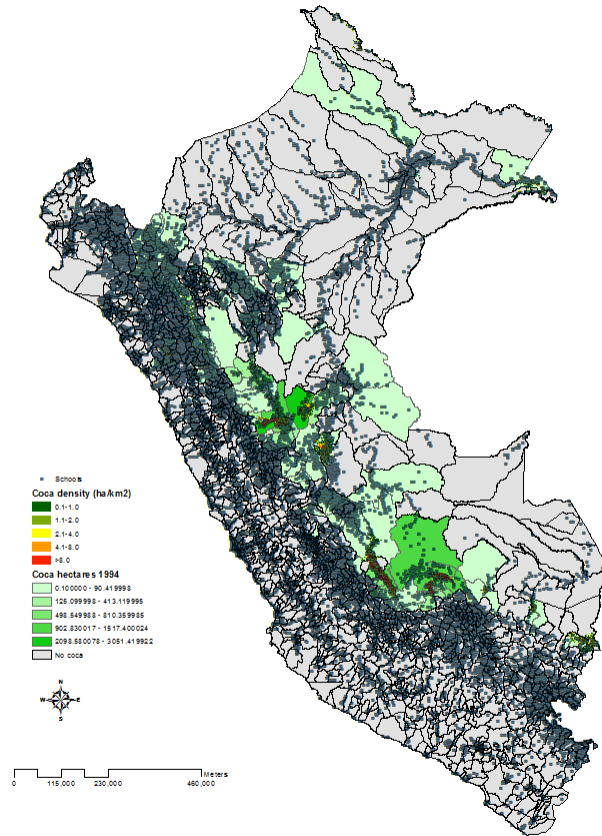 Schools
Coca density (ha/km2)
0.1-1.0
1.1-2.0
2.1-4.0
4.1-8.0
>8.0
Coca hectares 1994
0.100000 - 90.419998
125.099998 - 413.119995
498.549988 - 810.359985
902.830017 - 1517.400024
2098.580078 - 3051.419922
No coca
N
W E
S
Meters
0 115,000 230,000 460,000